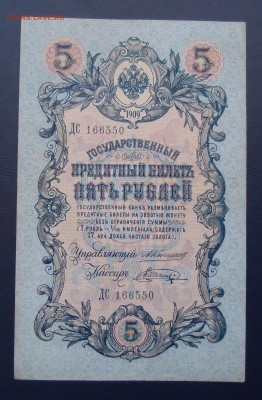 5 5
1909
ДС 166550
ГОСУДАРСТВЕННЫЙ
КРЕДИТНЫЙ БИЛЕТЪ
ПЯТЬ РУБЛЕЙ
ГОСУДАРСТВЕННЫЙ БАНКЪ РАЗМѢНИВАЕТЪ
КРЕДИТНЫЕ БИЛЕТЫ НА ЗОЛОТУЮ МОНЕТУ
БЕЗЪ ОГРАНИЧЕНІЯ СУММЫ
(1 РУБЛЬ = 1/15 ИМПЕРІАЛА, СОДЕРЖИТЪ
17,424 ДОЛЕЙ ЧИСТАГО ЗОЛОТА).
Управляющій
Кассиръ
ДС 166550
5